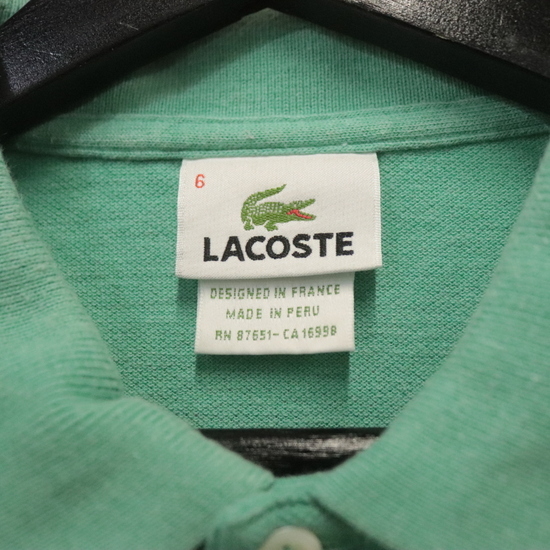 6
LACOSTE
DESIGNED IN FRANCE
MADE IN PERU
RN 87651-CA 16998